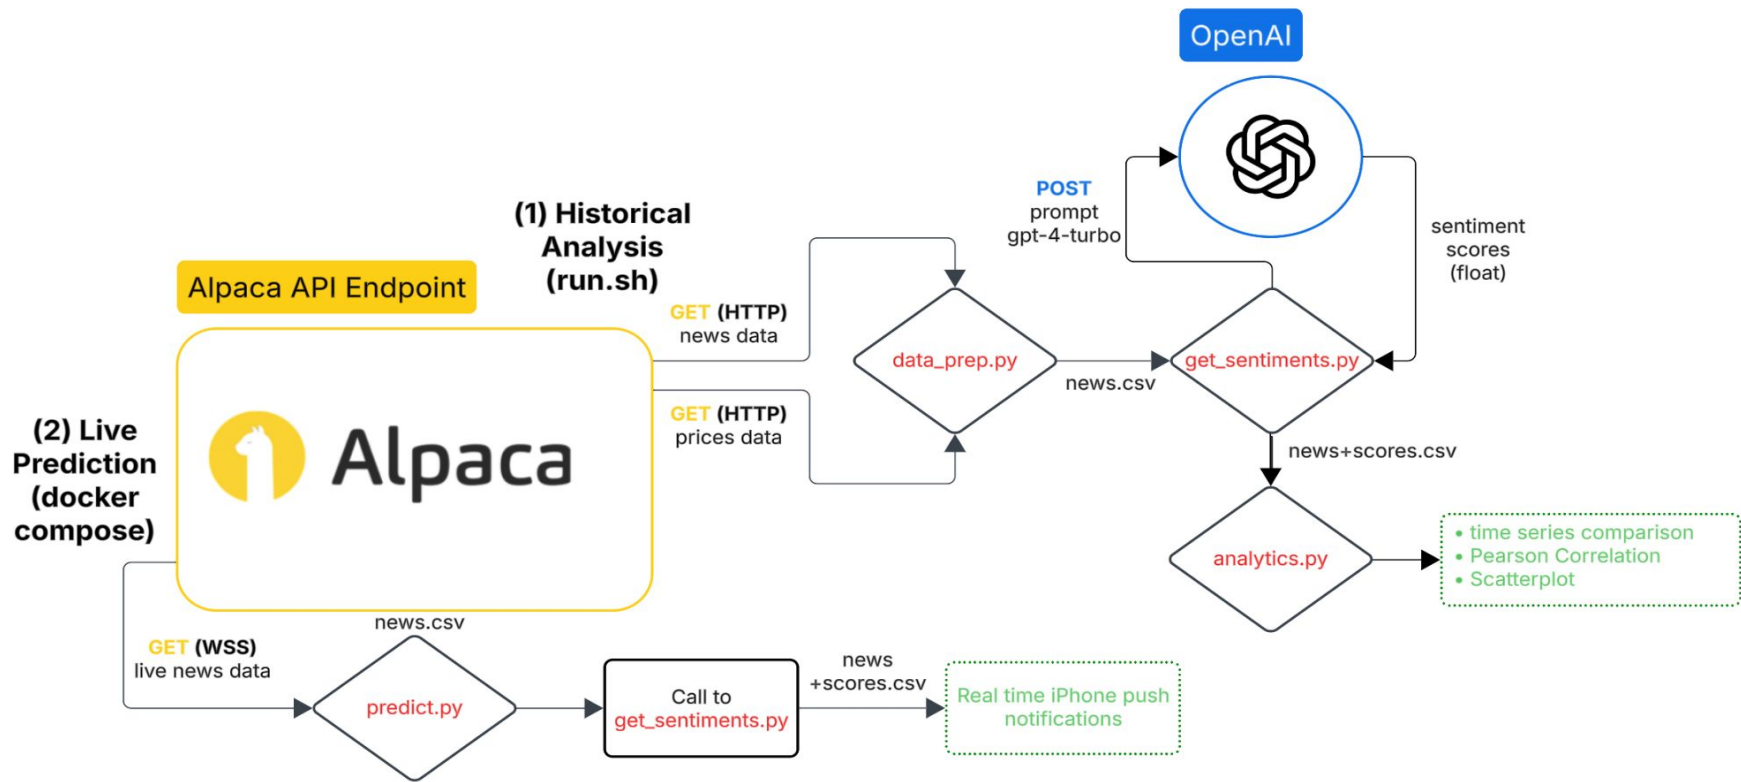 OpenAI
POST
prompt
gpt-4-turbo
sentiment
scores
(float)
(1) Historical
Analysis
(run.sh)
Alpaca API Endpoint
GET (HTTP)
news data
data_prep.py
news.csv
get_sentiments.py
GET (HTTP)
prices data
Alpaca
(2) Live
Prediction
(docker
compose)
news+scores.csv
analytics.py
• time series comparison
• Pearson Correlation
• Scatterplot
GET (WSS)
live news data
news.csv
predict.py
Call to
get_sentiments.py
news
+scores.csv
Real time iPhone push
notifications